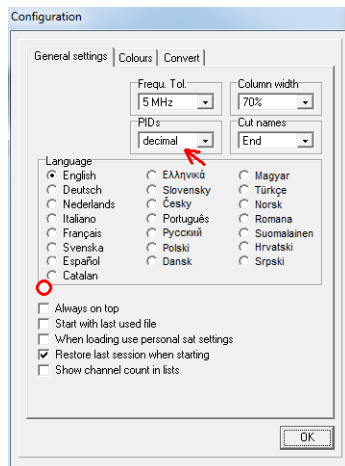 Configuration
General settings Colours Convert
Frequ. Tol. Column width
5 MHz 70%
PIDs Cut names
decimal End
Language
English Ελληνικά Magyar
Deutsch Slovensky Türkçe
Nederlands Česky Norsk
Italiano Português Romana
Français Русский Suomalainen
Svenska Polski Hrvatski
Español Dansk Srpski
Catalan
Always on top
Start with last used file
When loading use personal sat settings
Restore last session when starting
Show channel count in lists
OK